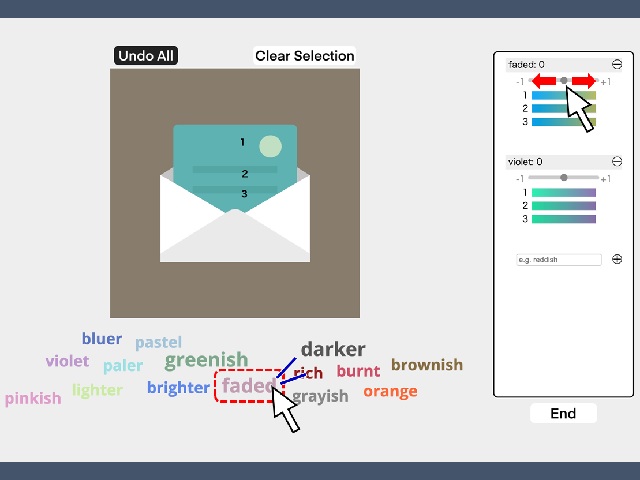 Undo All
Clear Selection
faded: 0
-1
+1
1
2
3
violet: 0
-1
+1
1
2
3
e.g. reddish
1
2
3
bluer
pastel
darker
violet
paler
greenish
rich
burnt
brownish
pinkish
lighter
brighter
faded
grayish
orange
End